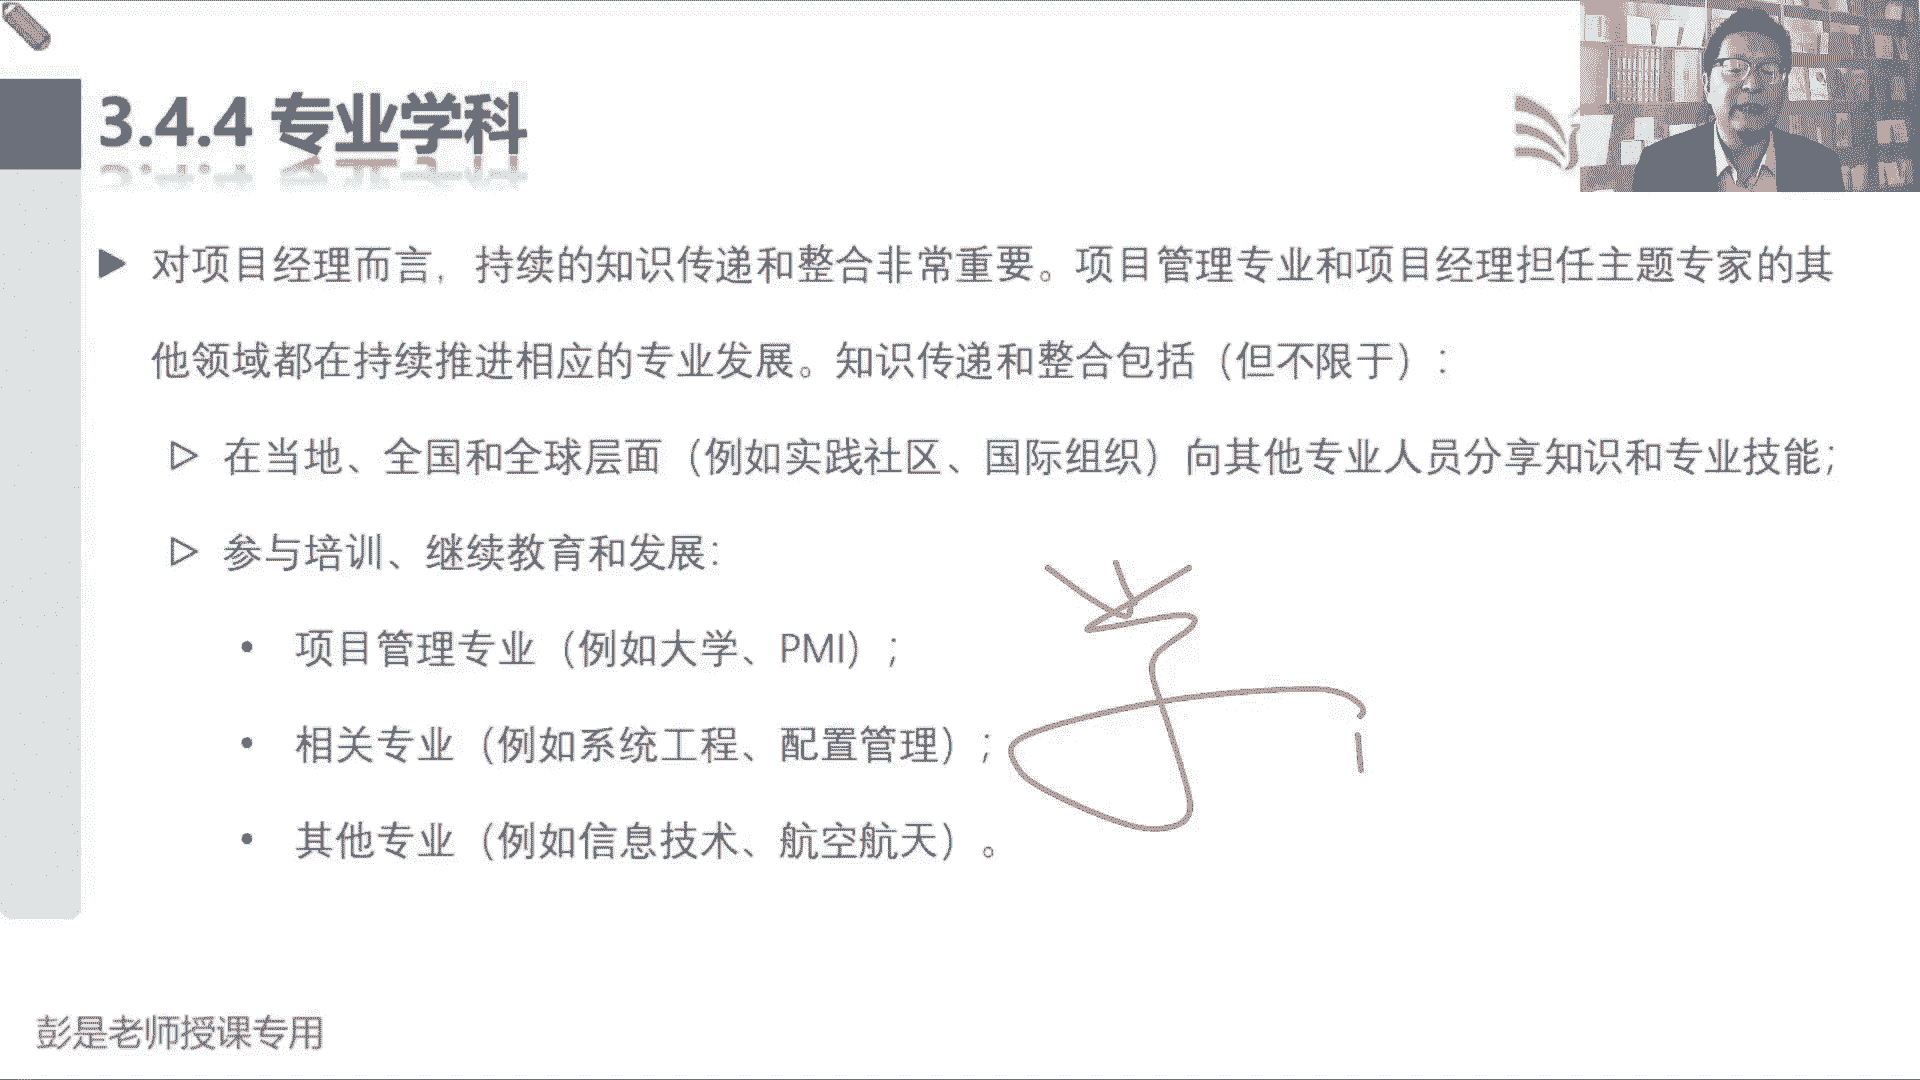 3.4.4 专业学科
对项目经理而言，持续的知识传递和整合非常重要。项目管理专业和项目经理担任主题专家的其
他领域都在持续推进相应的专业发展。知识传递和整合包括（但不限于）：
在当地、全国和全球层面（例如实践社区、国际组织）向其他专业人员分享知识和专业技能；
参与培训、继续教育和发展：
• 项目管理专业（例如大学、PMI）；
• 相关专业（例如系统工程、配置管理）；
• 其他专业（例如信息技术、航空航天）。
学
彭是老师授课专用